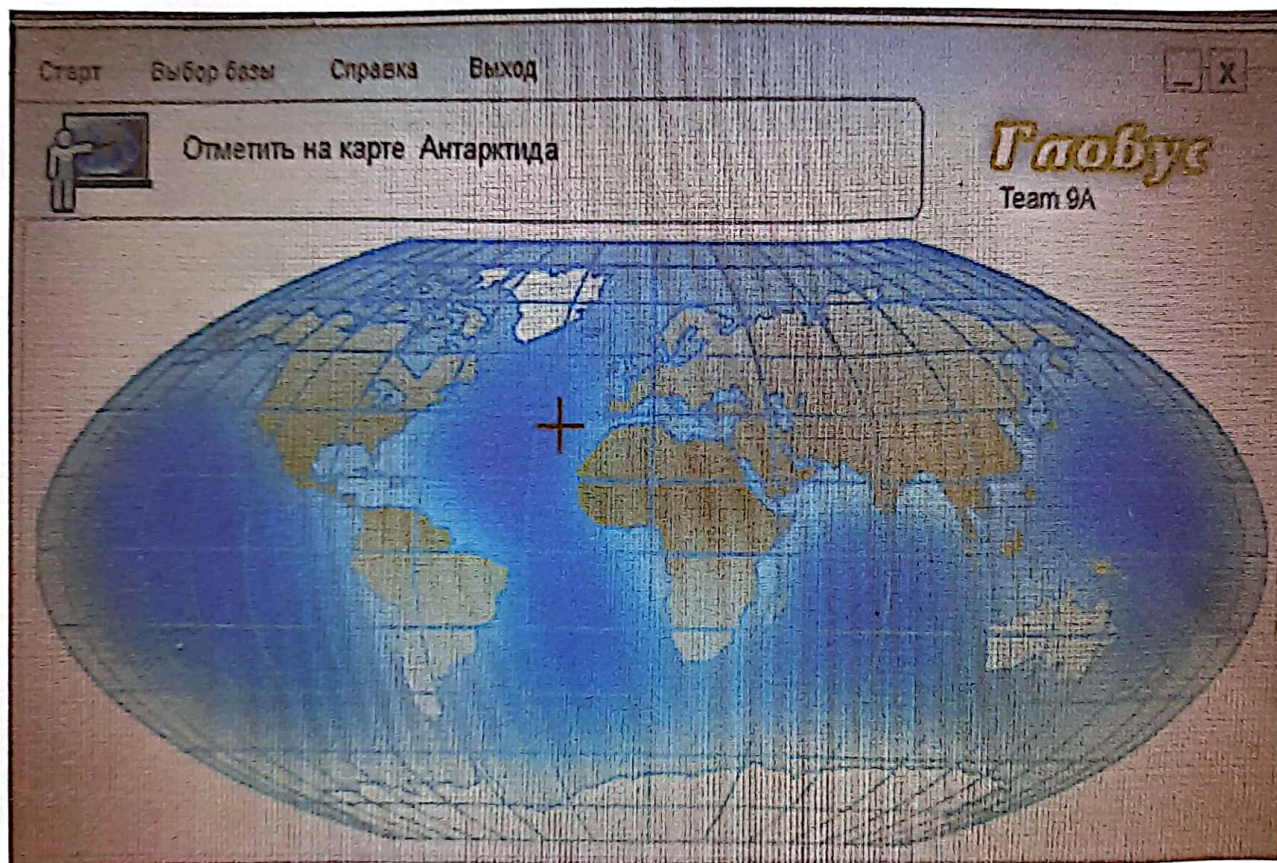 Старт Выбор базы Справка Выход
Отметить на карте Антарктида
Глобус
Team 9A